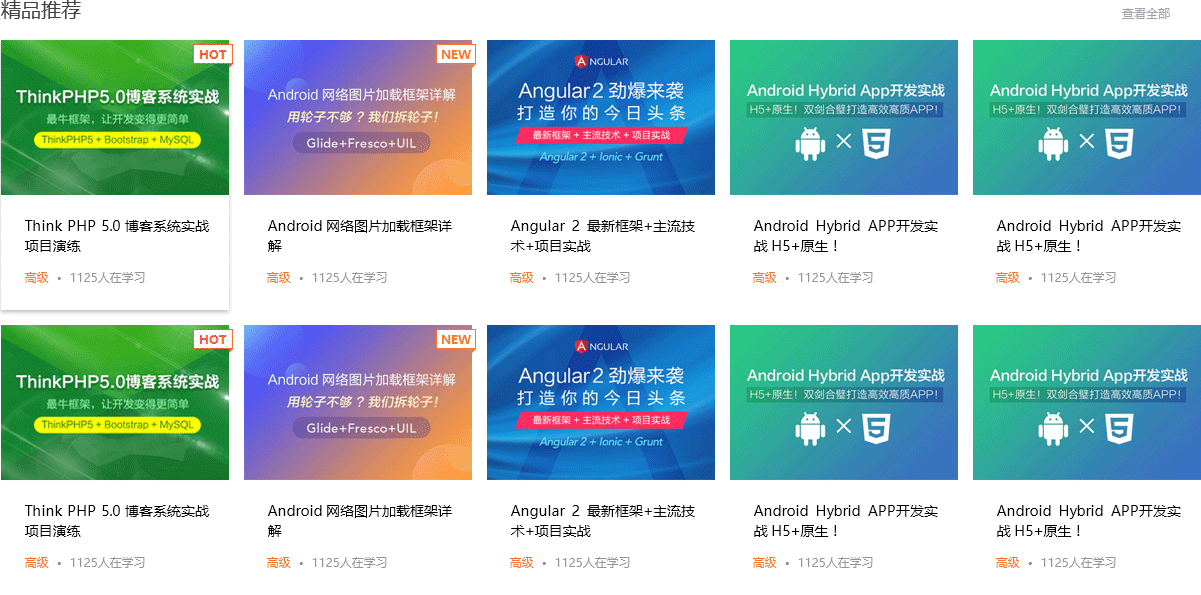 精品推荐
查看全部
HOT
ThinkPHP5.0博客系统实战
最牛框架，让开发变得更简单
ThinkPHP5 + Bootstrap + MySQL
NEW
Android 网络图片加载框架详解
用轮子不够？我们拆轮子！
Glide+Fresco+UIL
ANGULAR
Angular2 劲爆来袭
打造你的今日头条
最新框架 + 主流技术 + 项目实战
Angular 2 + Ionic + Grunt
Android Hybrid App开发实战
H5+原生！双剑合璧打造高效高质APP！
5
Android Hybrid App开发实战
H5+原生！双剑合璧打造高效高质APP！
5
Think PHP 5.0 博客系统实战
项目演练
高级 • 1125人在学习
Android 网络图片加载框架详
解
高级 • 1125人在学习
Angular 2 最新框架+主流技
术+项目实战
高级 • 1125人在学习
Android Hybrid APP开发实
战 H5+原生！
高级 • 1125人在学习
Android Hybrid APP开发实
战 H5+原生！
高级 • 1125人在学习
HOT
ThinkPHP5.0博客系统实战
最牛框架，让开发变得更简单
ThinkPHP5 + Bootstrap + MySQL
NEW
Android 网络图片加载框架详解
用轮子不够？我们拆轮子！
Glide+Fresco+UIL
ANGULAR
Angular2 劲爆来袭
打造你的今日头条
最新框架 + 主流技术 + 项目实战
Angular 2 + Ionic + Grunt
Android Hybrid App开发实战
H5+原生！双剑合璧打造高效高质APP！
5
Android Hybrid App开发实战
H5+原生！双剑合璧打造高效高质APP！
5
Think PHP 5.0 博客系统实战
项目演练
高级 • 1125人在学习
Android 网络图片加载框架详
解
高级 • 1125人在学习
Angular 2 最新框架+主流技
术+项目实战
高级 • 1125人在学习
Android Hybrid APP开发实
战 H5+原生！
高级 • 1125人在学习
Android Hybrid APP开发实
战 H5+原生！
高级 • 1125人在学习